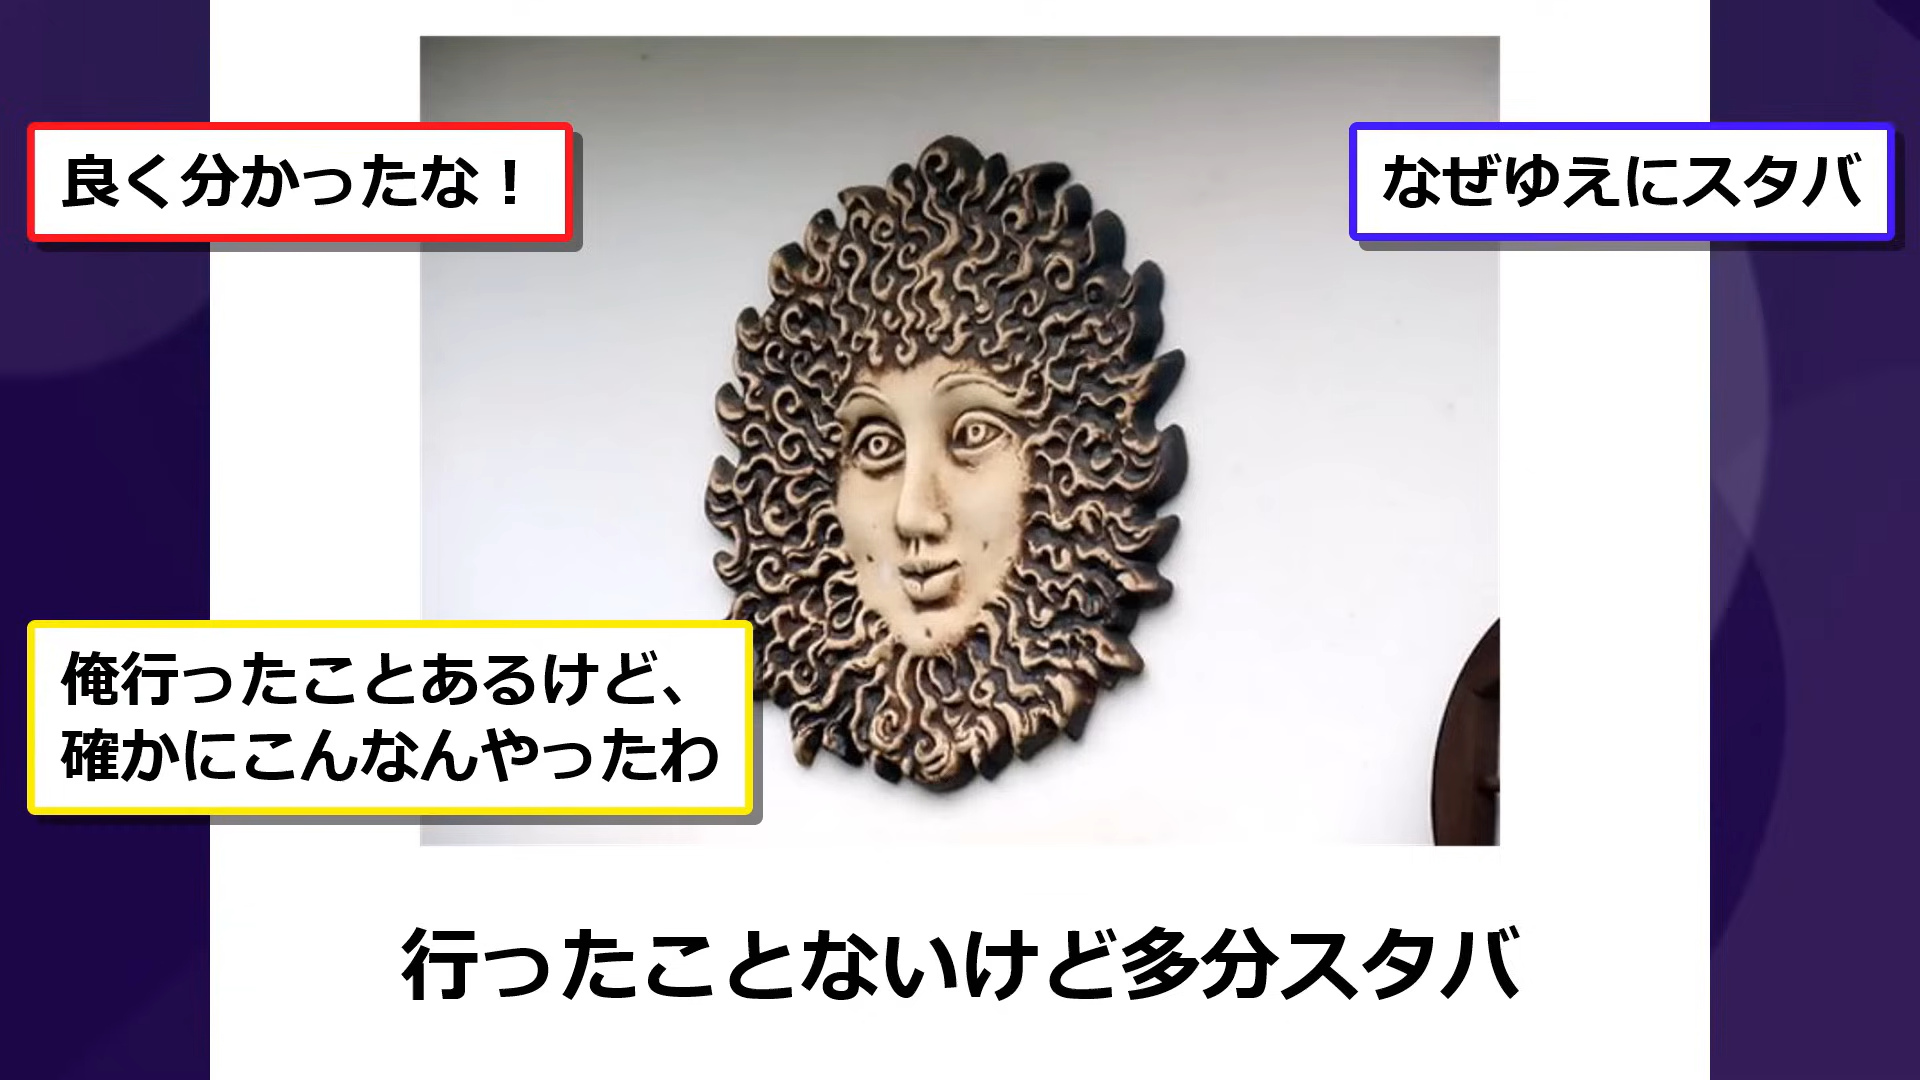 良く分かったな！
なぜゆえにスタバ
俺行ったことあるけど、
確かにこんなんやったわ
行ったことないけど多分スタバ